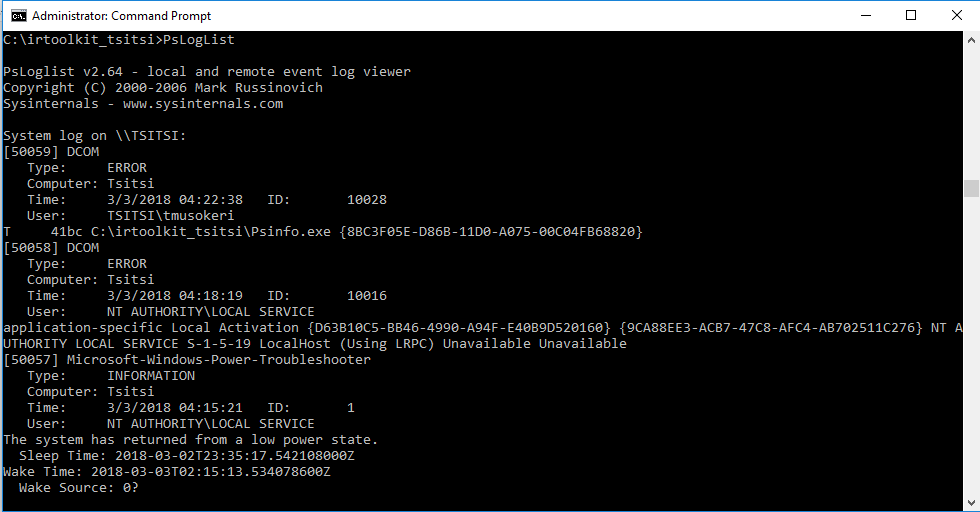 Administrator: Command Prompt
C:\irtoolkit_tsitsi>PsLogList
PsLoglist v2.64 - local and remote event log viewer
Copyright (C) 2000-2006 Mark Russinovich
Sysinternals - www.sysinternals.com
System log on \\TSITSI:
[50059] DCOM
Type: ERROR
Computer: Tsitsi
Time: 3/3/2018 04:22:38 ID: 10028
User: TSITSI\tmusokeri
T 41bc C:\irtoolkit_tsitsi\Psinfo.exe {8BC3F05E-D86B-11D0-A075-00C04FB68820}
[50058] DCOM
Type: ERROR
Computer: Tsitsi
Time: 3/3/2018 04:18:19 ID: 10016
User: NT AUTHORITY\LOCAL SERVICE
application-specific Local Activation {D63B10C5-BB46-4990-A94F-E40B9D520160} {9CA88EE3-ACB7-47C8-AFC4-AB702511C276} NT A
UTHORITY LOCAL SERVICE S-1-5-19 LocalHost (Using LRPC) Unavailable Unavailable
[50057] Microsoft-Windows-Power-Troubleshooter
Type: INFORMATION
Computer: Tsitsi
Time: 3/3/2018 04:15:21 ID: 1
User: NT AUTHORITY\LOCAL SERVICE
The system has returned from a low power state.
Sleep Time: 2018-03-02T23:35:17.542108000Z
Wake Time: 2018-03-03T02:15:13.534078600Z
Wake Source: 0?